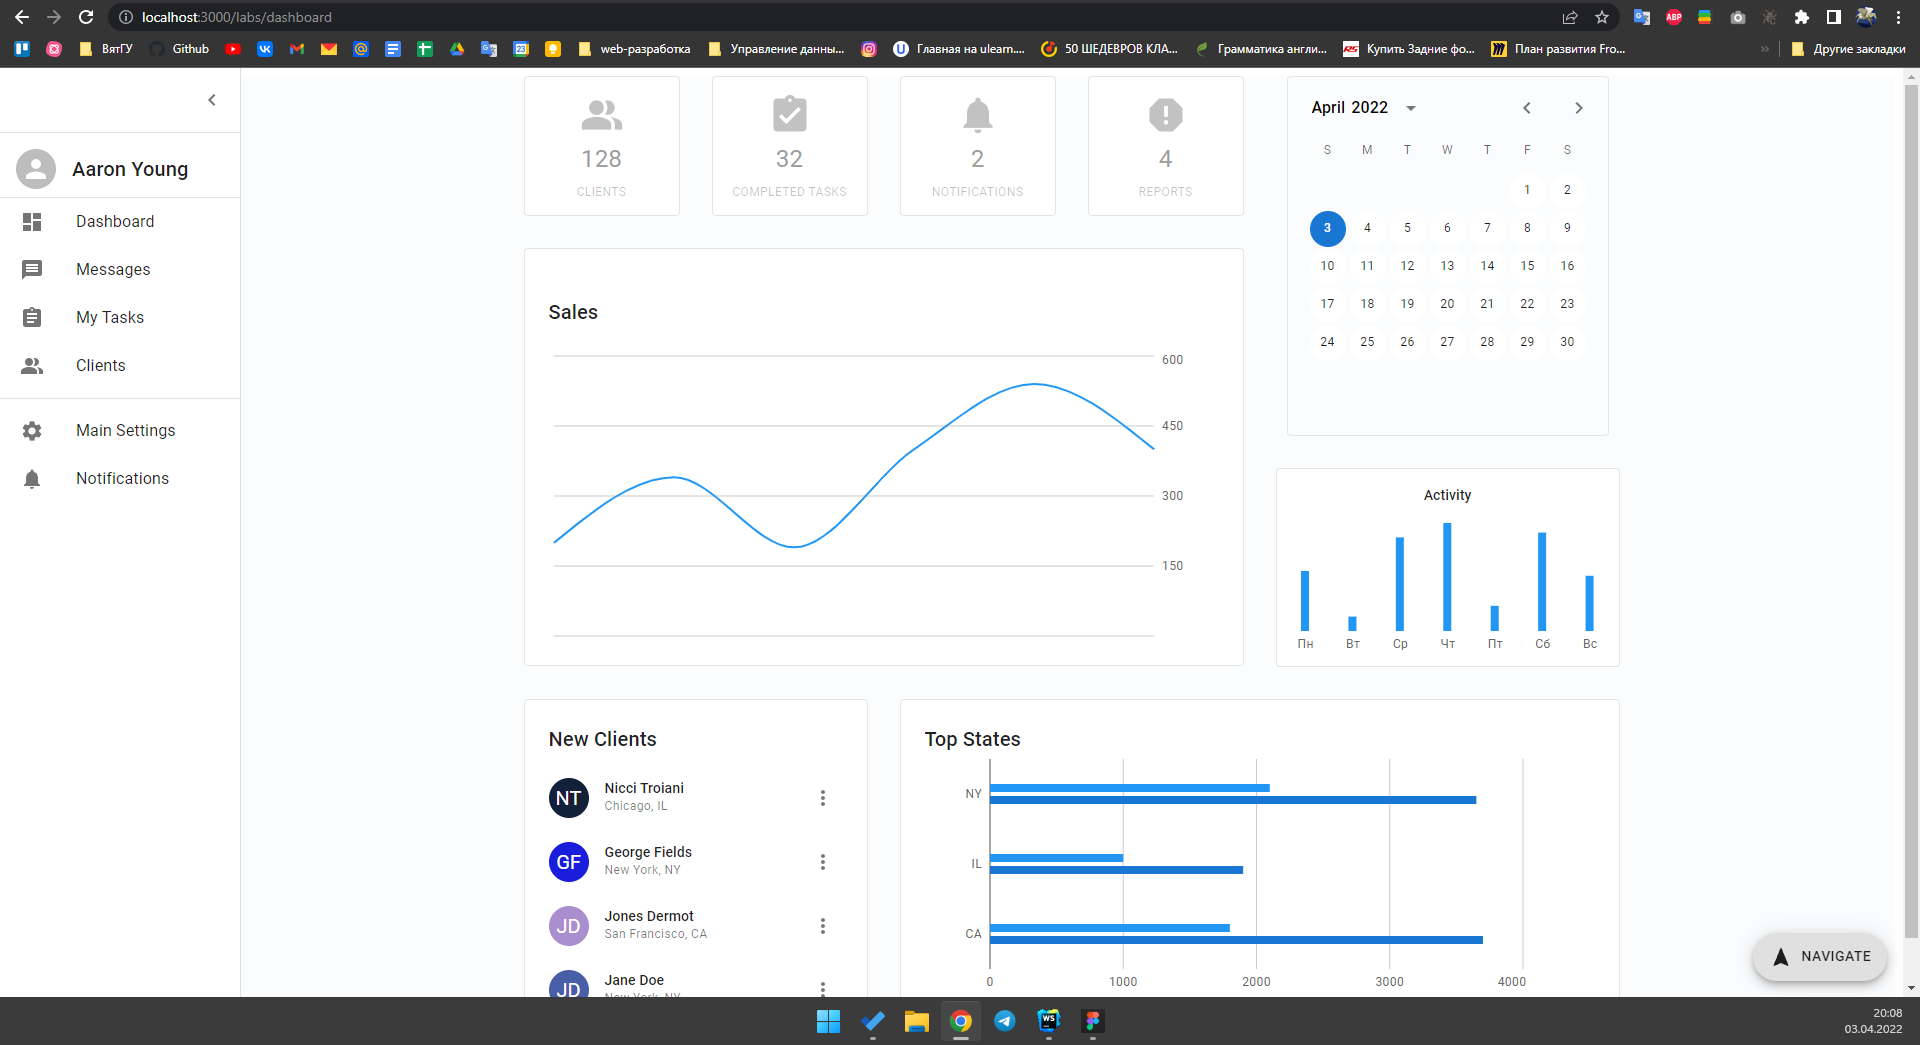 localhost:3000/labs/dashboard
ВятГУ
Github
web-разработка
Управление данны...
Главная на ulearn....
50 ШЕДЕВРОВ КЛА...
Грамматика англи...
Купить Задние фо...
План развития Fro...
Другие закладки
Aaron Young
Dashboard
Messages
My Tasks
Clients
Main Settings
Notifications
128
CLIENTS
32
COMPLETED TASKS
2
NOTIFICATIONS
4
REPORTS
April 2022
S M T W T F S
1 2
3 4 5 6 7 8 9
10 11 12 13 14 15 16
17 18 19 20 21 22 23
24 25 26 27 28 29 30
Sales
600
450
300
150
Activity
Пн Вт Ср Чт Пт Сб Вс
New Clients
NT
Nicci Troiani
Chicago, IL
GF
George Fields
New York, NY
JD
Jones Dermot
San Francisco, CA
JD
Jane Doe
New York, NY
Top States
NY
IL
CA
0 1000 2000 3000 4000
NAVIGATE
20:08
03.04.2022